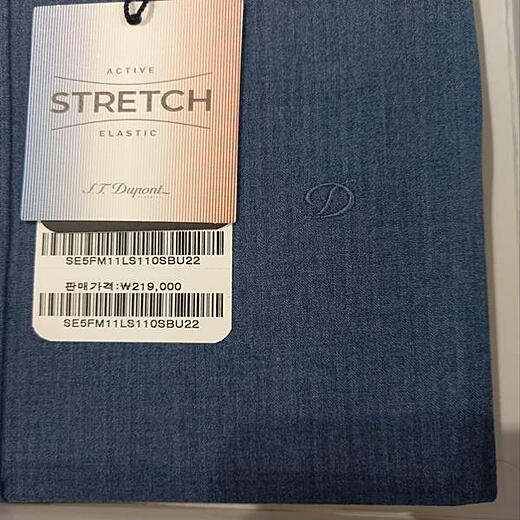 ACTIVE
STRETCH
ELASTIC
S.T. Dupont
SE5FM11LS110SBU22
판매가격:₩219,000
SE5FM11LS110SBU22
D